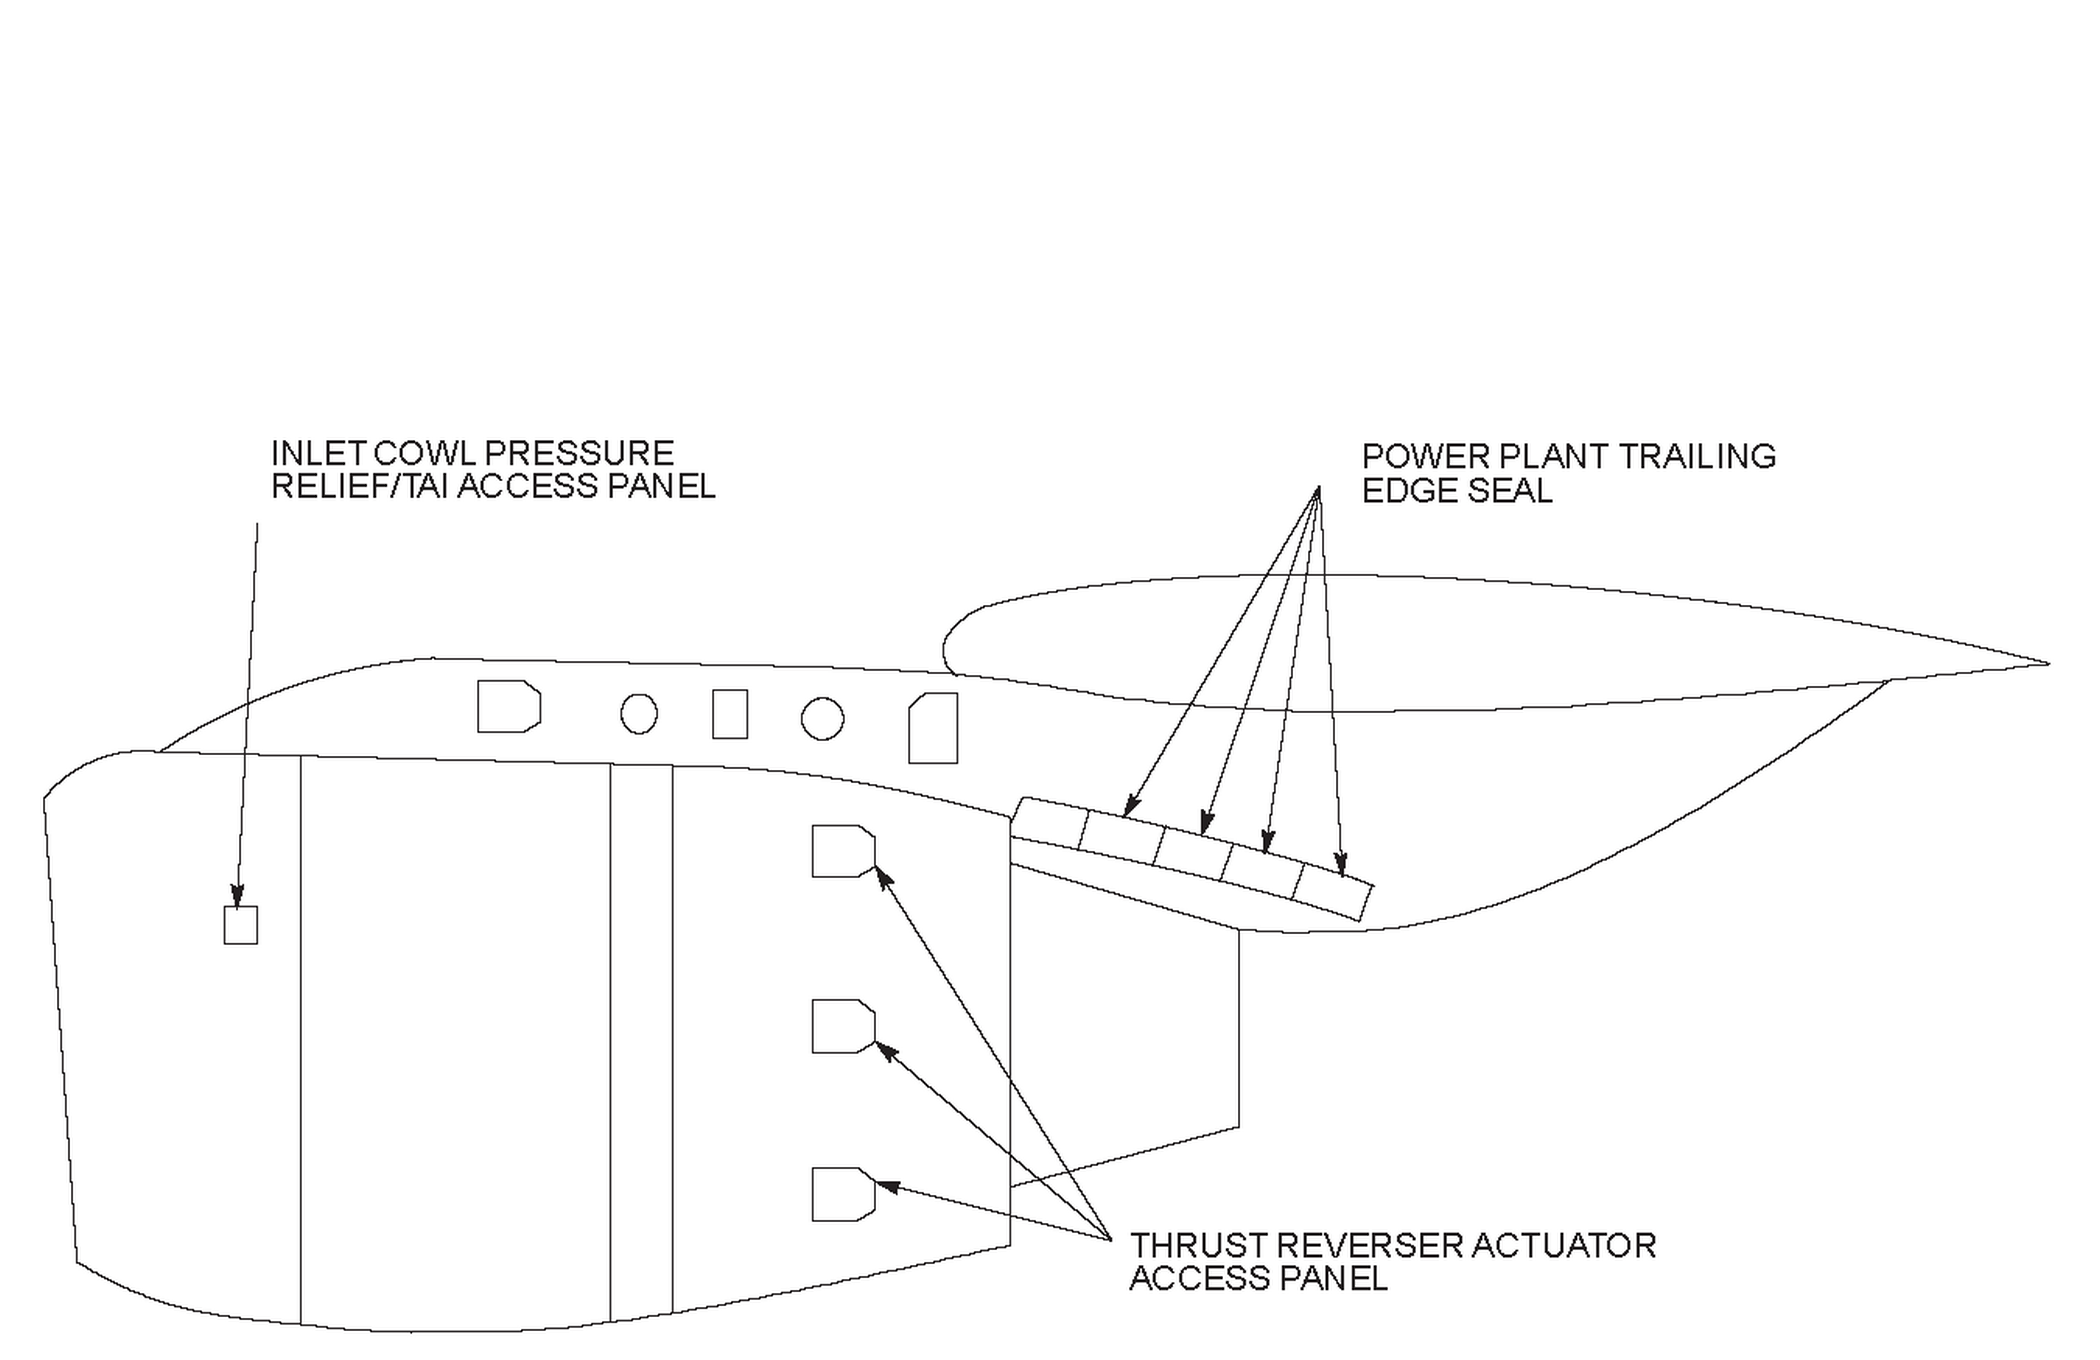 INLET COWL PRESSURE
RELIEF/TAI ACCESS PANEL
POWER PLANT TRAILING
EDGE SEAL
THRUST REVERSER ACTUATOR
ACCESS PANEL